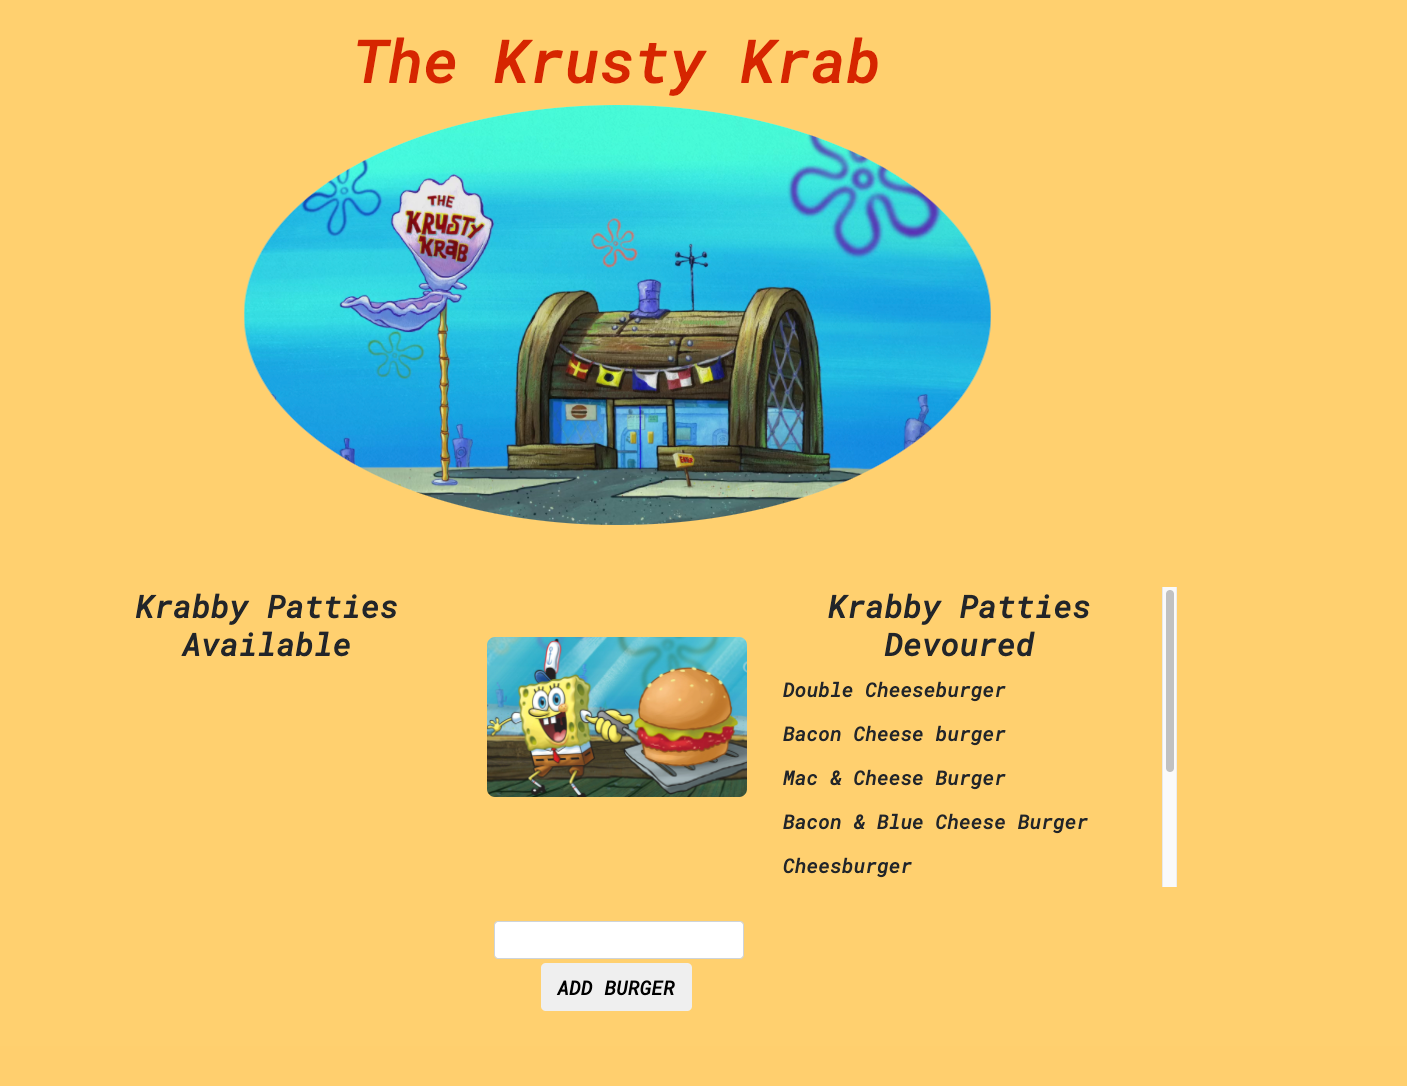 The Krusty Krab
THE
KRUSTY
KRAB
Krabby Patties
Available
Krabby Patties
Devoured
Double Cheeseburger
Bacon Cheese burger
Mac & Cheese Burger
Bacon & Blue Cheese Burger
Cheesburger
ADD BURGER